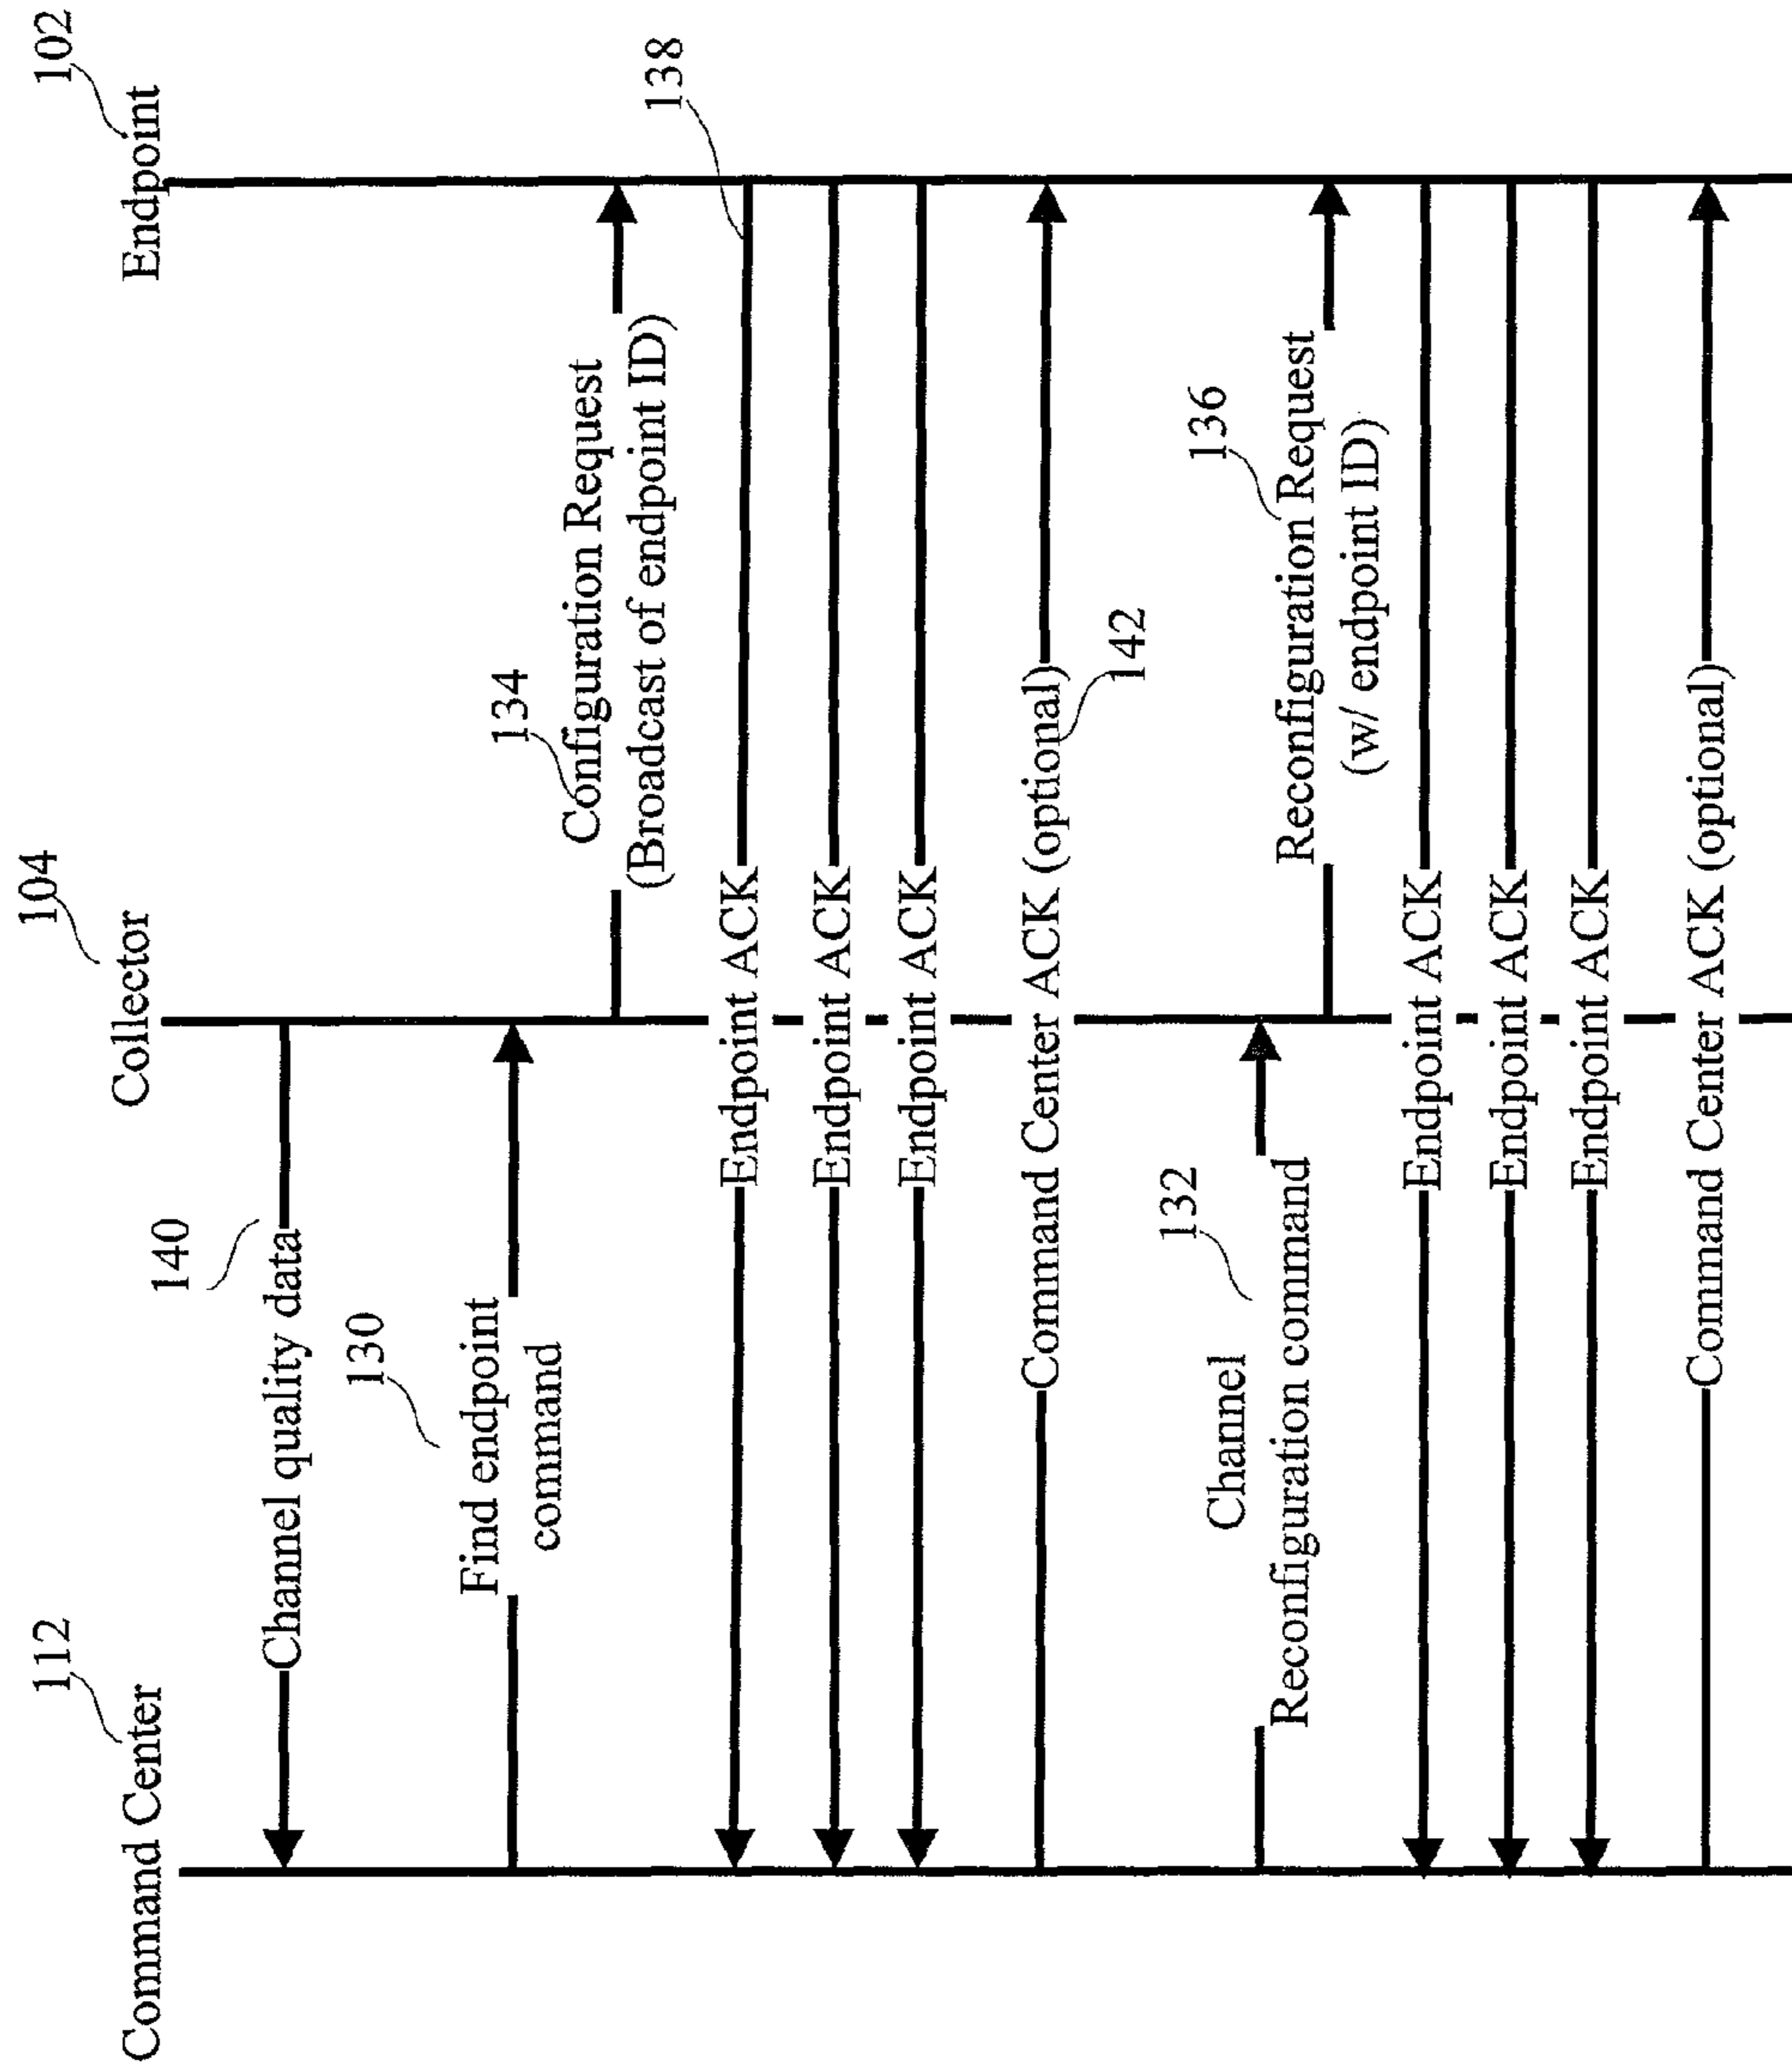 Command Center
112
Collector
104
Endpoint
102
Channel quality data
140
Find endpoint
command
130
134
Configuration Request
(Broadcast of endpoint ID)
Endpoint ACK
138
Endpoint ACK
Endpoint ACK
Command Center ACK (optional)
142
Channel
Reconfiguration command
132
136
Reconfiguration Request
(w/ endpoint ID)
Endpoint ACK
Endpoint ACK
Endpoint ACK
Command Center ACK (optional)